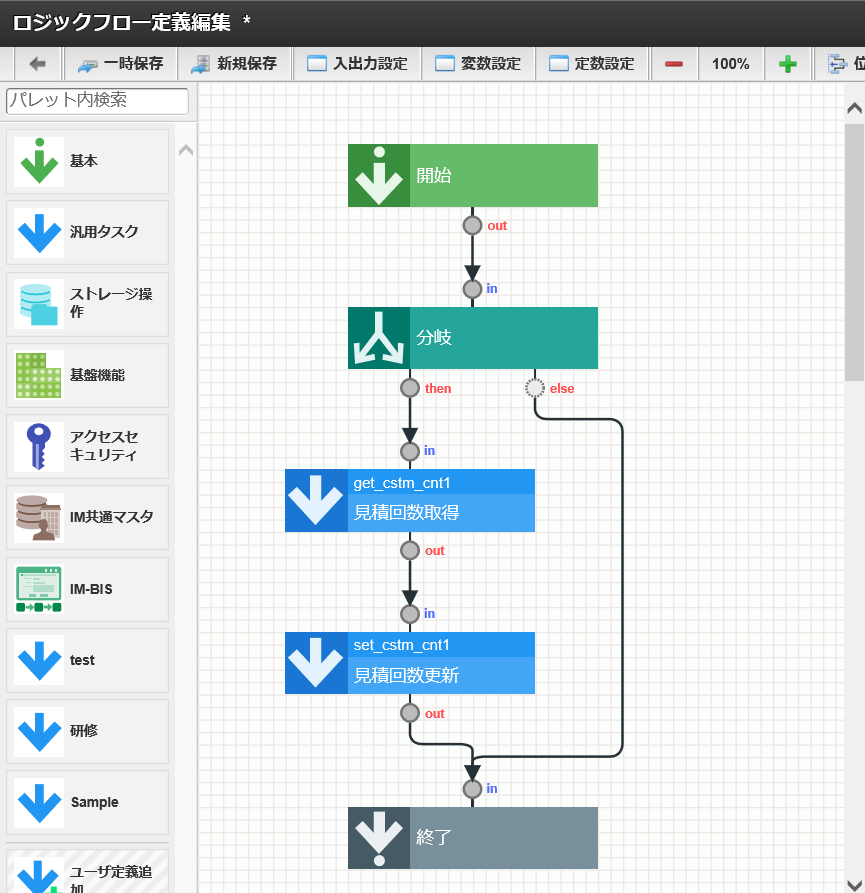 ロジックフロー定義編集 *
一時保存 新規保存 入出力設定 変数設定 定数設定 100% 位
パレット内検索
基本
汎用タスク
ストレージ操
作
基盤機能
アクセスセ
キュリティ
IM共通マスタ
IM-BIS
test
研修
Sample
ユーザ定義追
加
開始
out
in
分岐
then else
in
get_cstm_cnt1
見積回数取得
out
in
set_cstm_cnt1
見積回数更新
out
in
終了